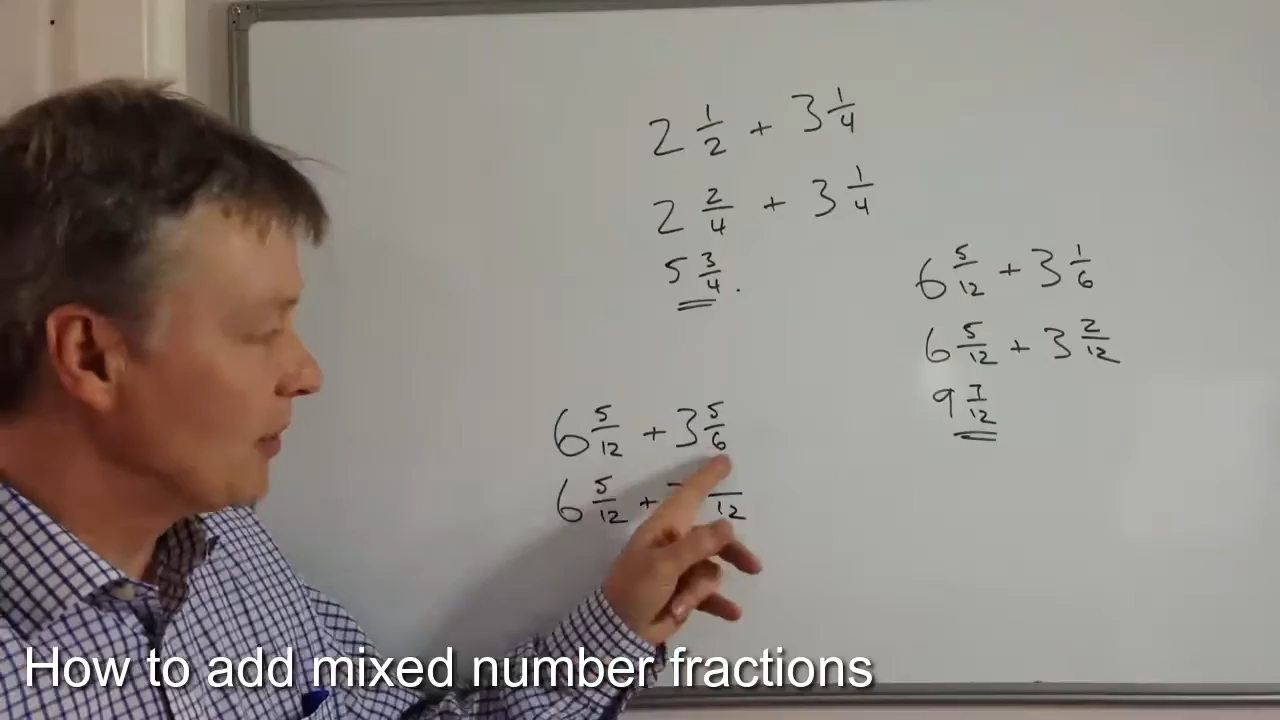 2 1/2 + 3 1/4
2 2/4 + 3 1/4
5 3/4.
6 5/12 + 3 1/6
6 5/12 + 3 2/12
9 7/12
6 5/12 + 3 5/6
6 5/12 + /12
How to add mixed number fractions